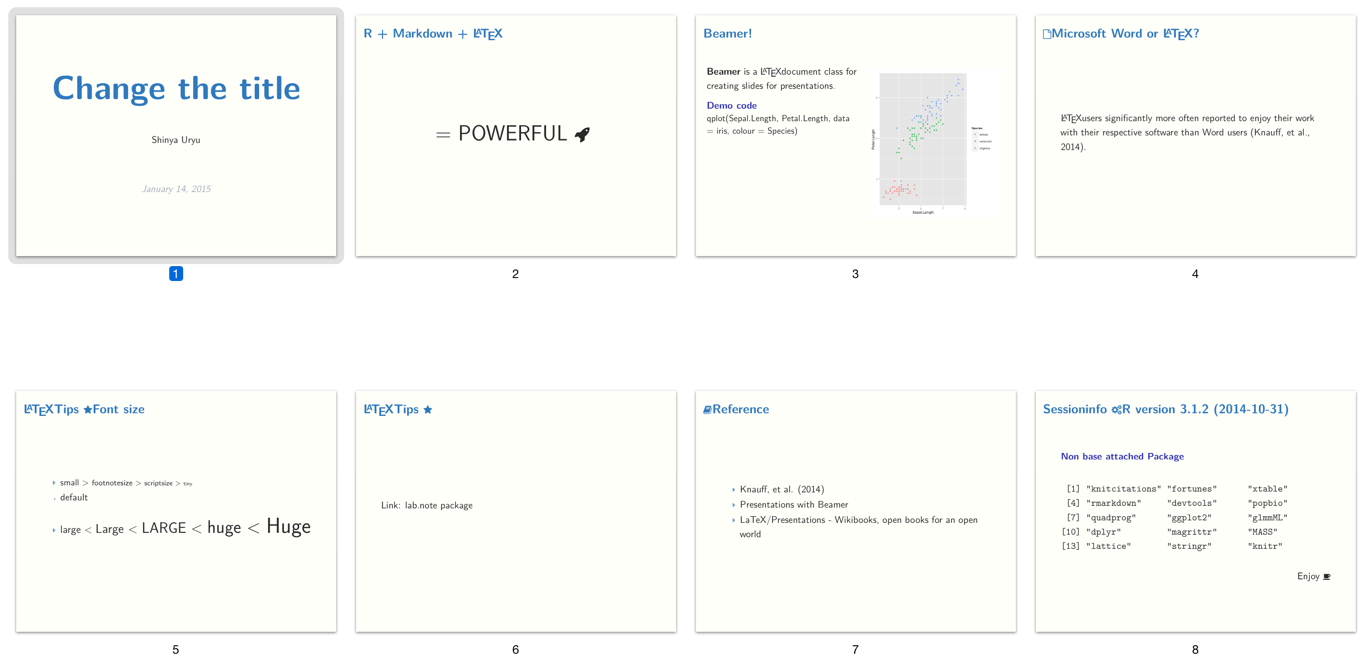 Change the title
Shinya Uryu
January 14, 2015
1
R + Markdown + LATEX
= POWERFUL
2
Beamer!
Beamer is a LATEXdocument class for
creating slides for presentations.
Demo code
qplot(Sepal.Length, Petal.Length, data
= iris, colour = Species)
Petal.Length
Sepal.Length
Species
3
Microsoft Word or LATEX?
LATEXusers significantly more often reported to enjoy their work
with their respective software than Word users (Knauff, et al.,
2014).
4
LATEXTips Font size
small > footnotesize > scriptsize > tiny
default
large < Large < LARGE < huge < Huge
5
LATEXTips
Link: lab.note package
6
Reference
Knauff, et al. (2014)
Presentations with Beamer
LaTeX/Presentations - Wikibooks, open books for an open
world
7
Sessioninfo R version 3.1.2 (2014-10-31)
Non base attached Package
[1] "knitcitations" "fortunes" "xtable"
[4] "rmarkdown" "devtools" "popbio"
[7] "quadprog" "ggplot2" "glmmML"
[10] "dplyr" "magrittr" "MASS"
[13] "lattice" "stringr" "knitr"
Enjoy
8